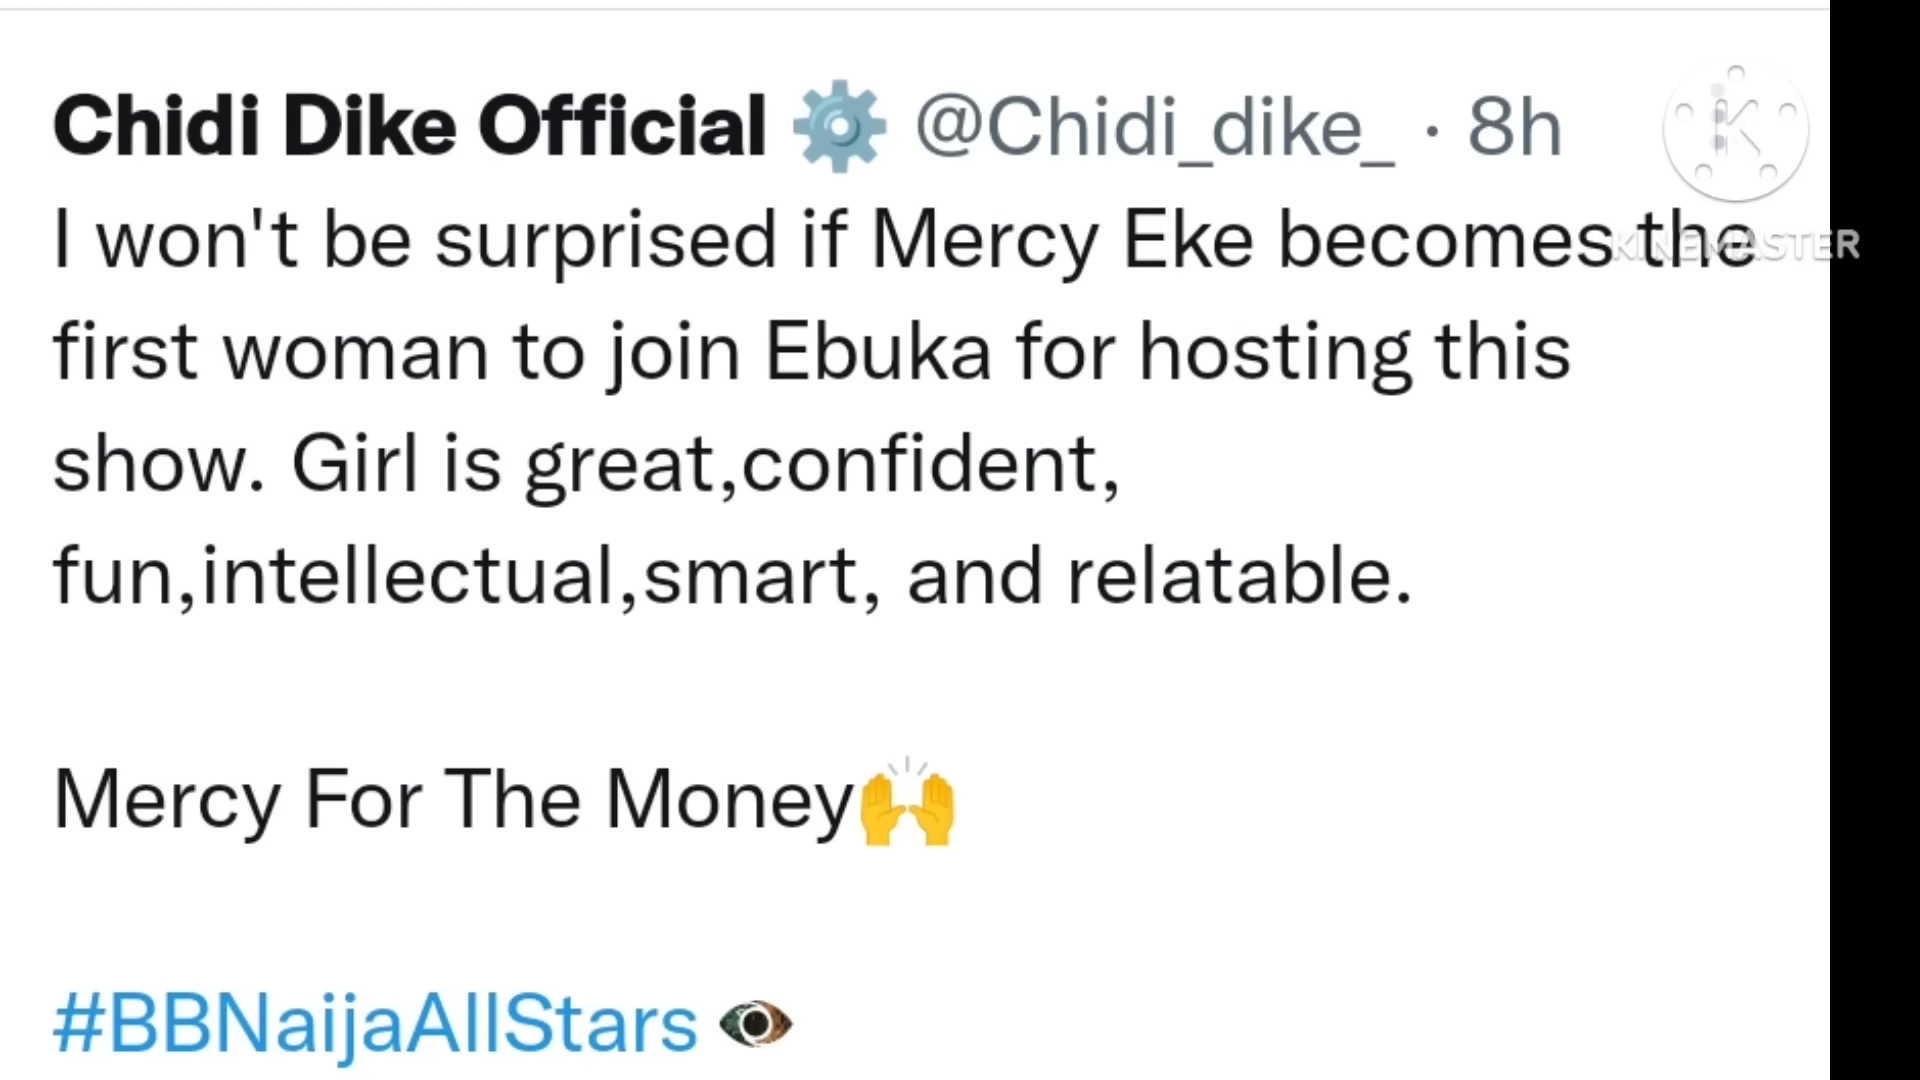 Chidi Dike Official ⚙️ @Chidi_dike_ · 8h
I won't be surprised if Mercy Eke becomes the
first woman to join Ebuka for hosting this
show. Girl is great,confident,
fun,intellectual,smart, and relatable.
Mercy For The Money🙌
#BBNaijaAllStars
K
KINEMASTER